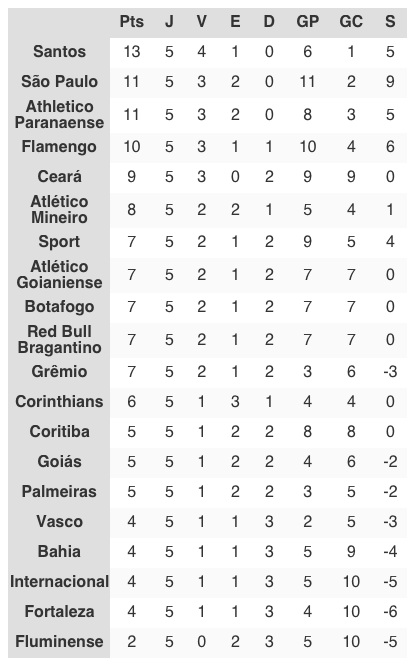 Pts J V E D GP GC S
Santos 13 5 4 1 0 6 1 5
São Paulo 11 5 3 2 0 11 2 9
Athletico
Paranaense 11 5 3 2 0 8 3 5
Flamengo 10 5 3 1 1 10 4 6
Ceará 9 5 3 0 2 9 9 0
Atlético
Mineiro 8 5 2 2 1 5 4 1
Sport 7 5 2 1 2 9 5 4
Atlético
Goianiense 7 5 2 1 2 7 7 0
Botafogo 7 5 2 1 2 7 7 0
Red Bull
Bragantino 7 5 2 1 2 7 7 0
Grêmio 7 5 2 1 2 3 6 -3
Corinthians 6 5 1 3 1 4 4 0
Coritiba 5 5 1 2 2 8 8 0
Goiás 5 5 1 2 2 4 6 -2
Palmeiras 5 5 1 2 2 3 5 -2
Vasco 4 5 1 1 3 2 5 -3
Bahia 4 5 1 1 3 5 9 -4
Internacional 4 5 1 1 3 5 10 -5
Fortaleza 4 5 1 1 3 4 10 -6
Fluminense 2 5 0 2 3 5 10 -5